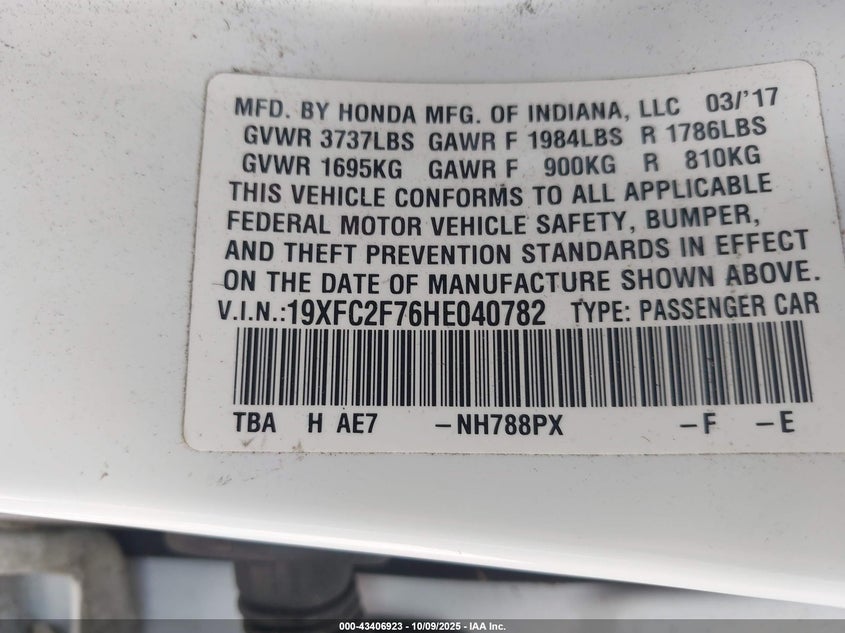 MFD. BY HONDA MFG. OF INDIANA, LLC 03/'17
GVWR 3737LBS GAWR F 1984LBS R 1786LBS
GVWR 1695KG GAWR F 900KG R 810KG
THIS VEHICLE CONFORMS TO ALL APPLICABLE
FEDERAL MOTOR VEHICLE SAFETY, BUMPER,
AND THEFT PREVENTION STANDARDS IN EFFECT
ON THE DATE OF MANUFACTURE SHOWN ABOVE.
V.I.N.:19XFC2F76HE040782 TYPE: PASSENGER CAR
TBA H AE7 –NH788PX –F –E
000-43406923 - 10/09/2025 - IAA Inc.